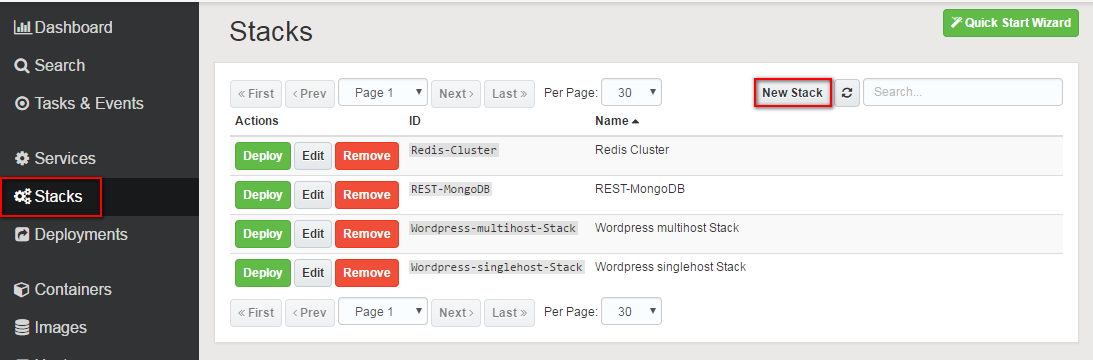 Dashboard
Search
Tasks & Events
Services
Stacks
Deployments
Containers
Images
Stacks
Quick Start Wizard
« First ‹ Prev Page 1 Next › Last » Per Page: 30 New Stack Search...
Actions ID Name
Deploy Edit Remove Redis-Cluster Redis Cluster
Deploy Edit Remove REST-MongoDB REST-MongoDB
Deploy Edit Remove Wordpress-multihost-Stack Wordpress multihost Stack
Deploy Edit Remove Wordpress-singlehost-Stack Wordpress singlehost Stack
« First ‹ Prev Page 1 Next › Last » Per Page: 30